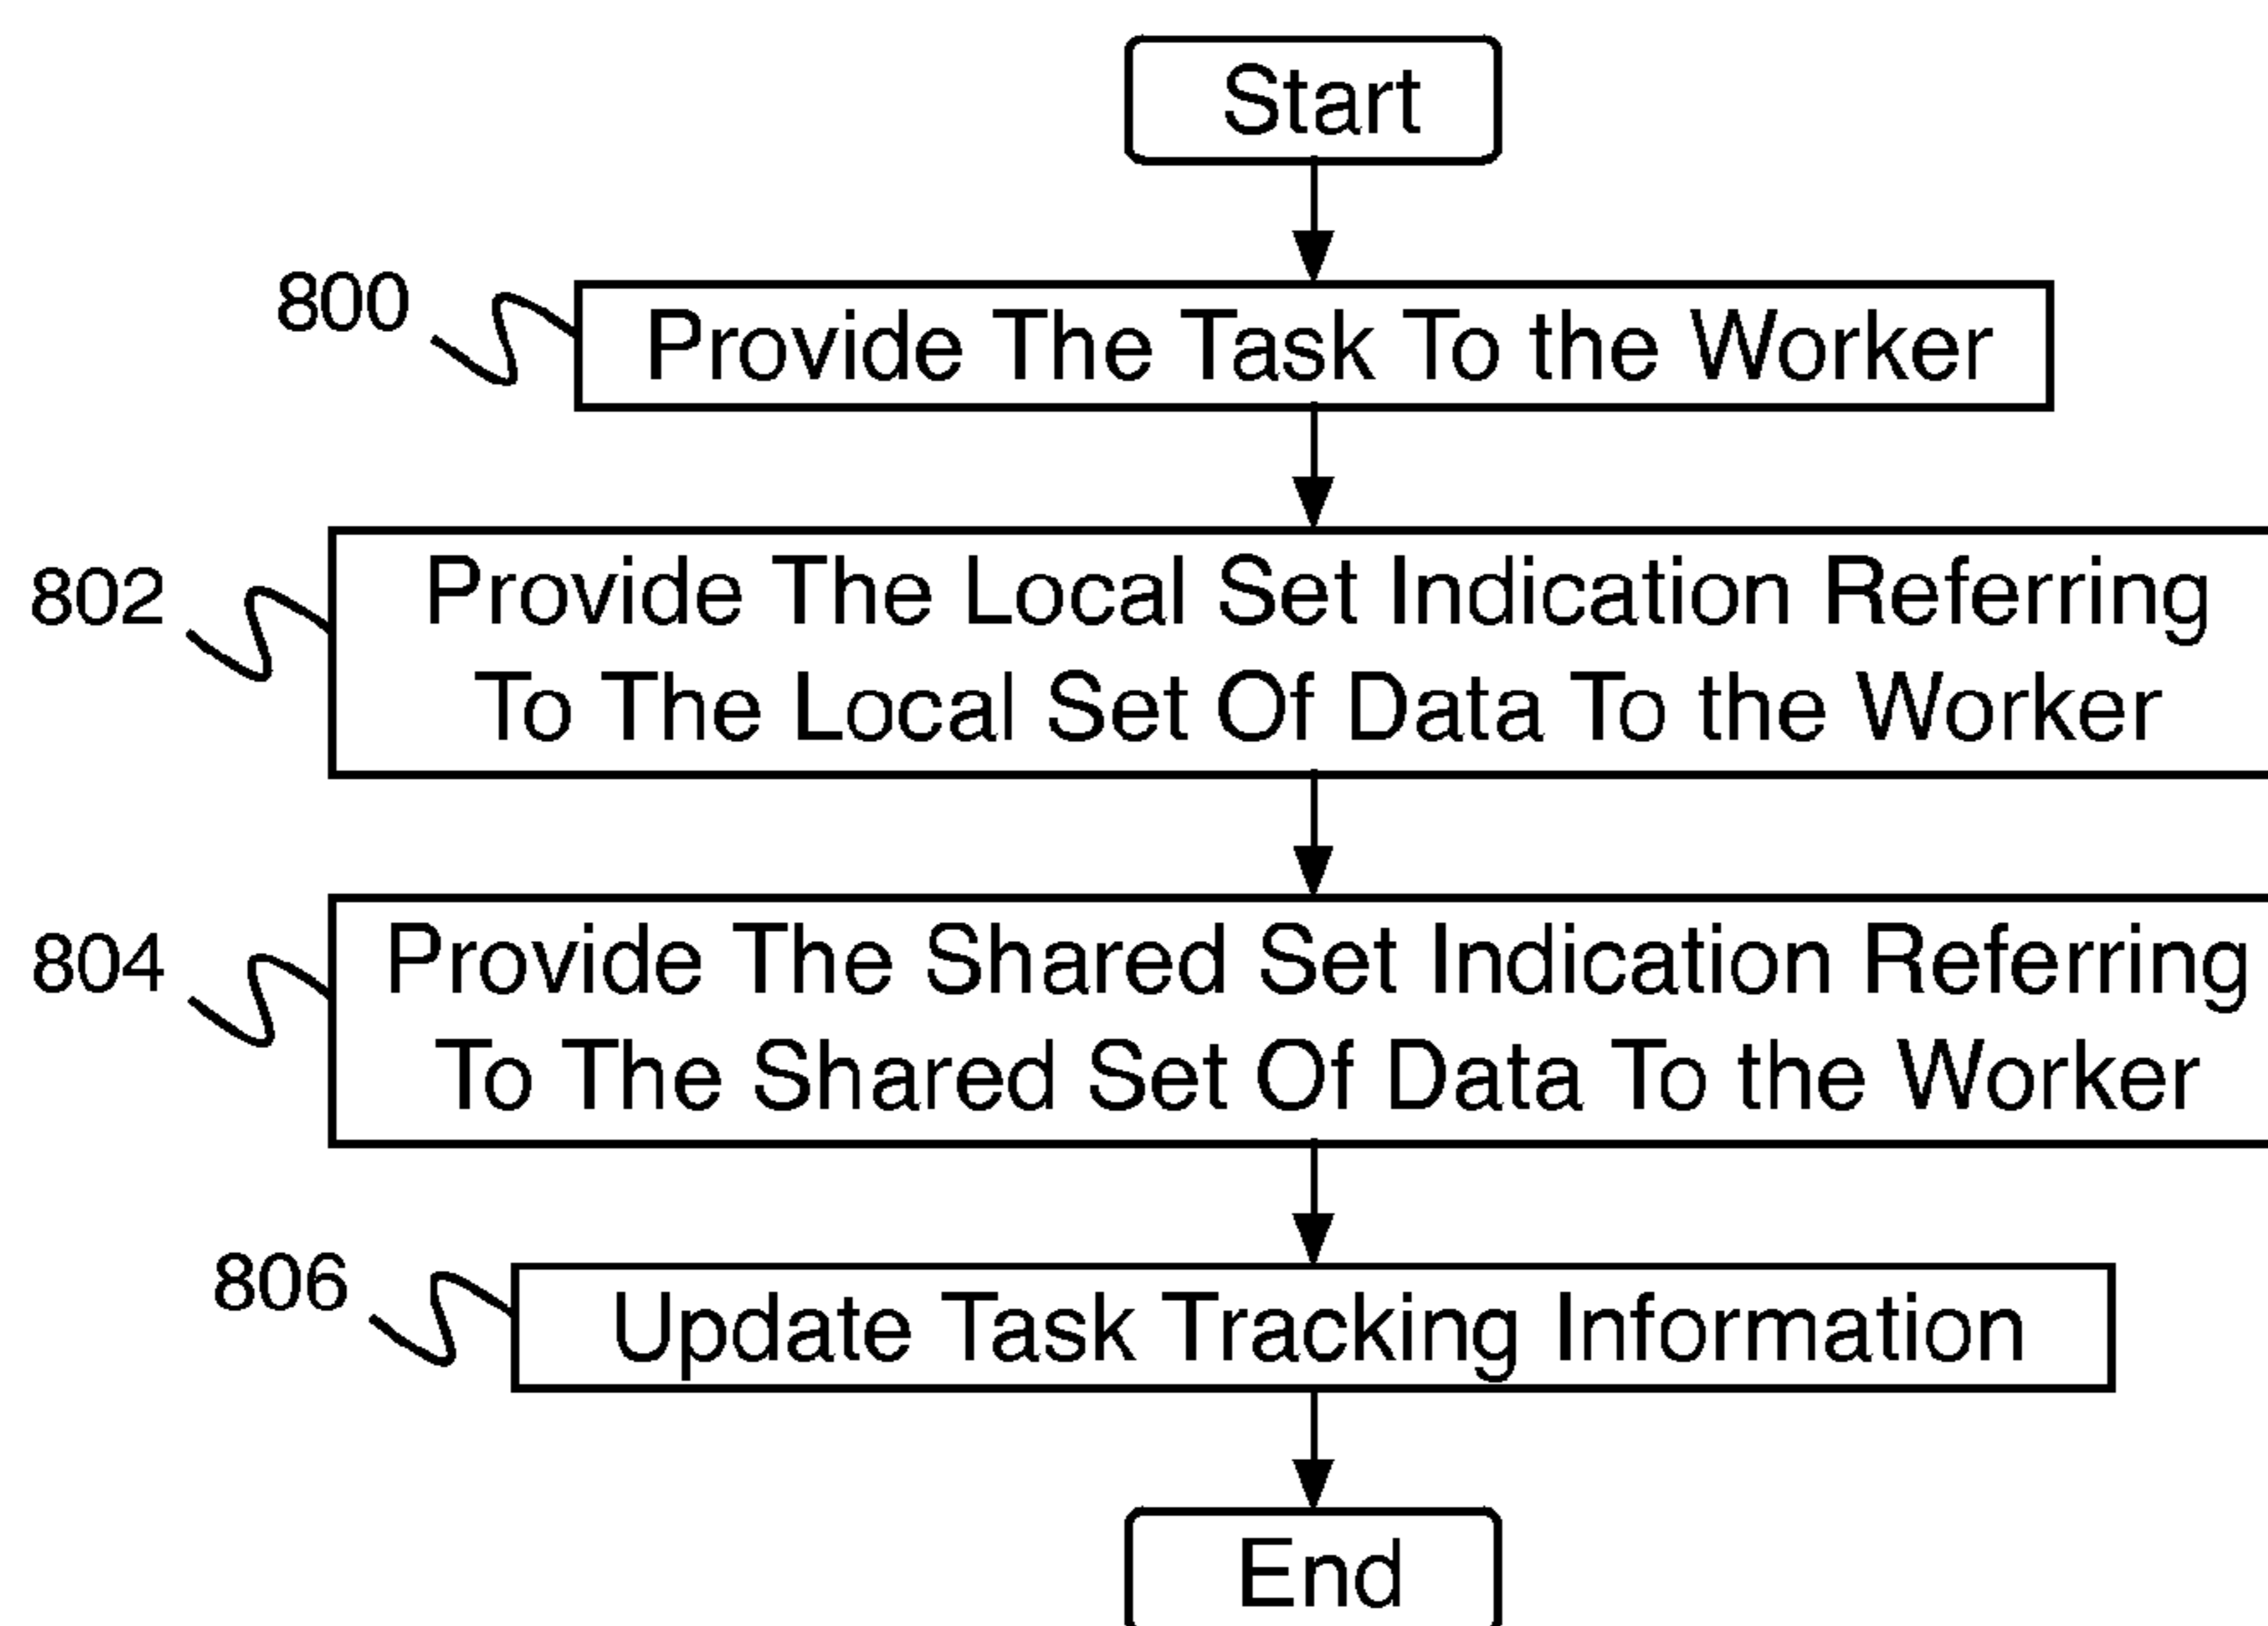 Start
800
Provide The Task To the Worker
802
Provide The Local Set Indication Referring
To The Local Set Of Data To the Worker
804
Provide The Shared Set Indication Referring
To The Shared Set Of Data To the Worker
806
Update Task Tracking Information
End